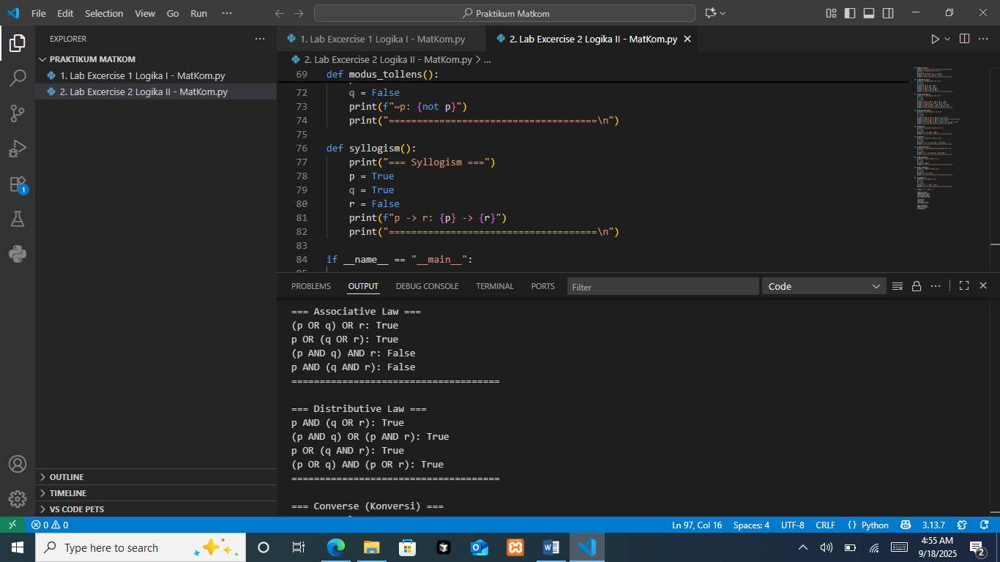 File Edit Selection View Go Run ···
Praktikum Matkom
EXPLORER
PRAKTIKUM MATKOM
1. Lab Excercise 1 Logika I - MatKom.py
2. Lab Excercise 2 Logika II - MatKom.py
OUTLINE
TIMELINE
VS CODE PETS
1
1. Lab Excercise 1 Logika I - MatKom.py
2. Lab Excercise 2 Logika II - MatKom.py
2. Lab Excercise 2 Logika II - MatKom.py > ...
69 def modus_tollens():
72 q = False
73 print(f"~p: {not p}")
74 print("=====================================\n")
75
76 def syllogism():
77 print("=== Syllogism ===")
78 p = True
79 q = True
80 r = False
81 print(f"p -> r: {p} -> {r}")
82 print("=====================================\n")
83
84 if __name__ == "__main__":
PROBLEMS OUTPUT DEBUG CONSOLE TERMINAL PORTS Filter Code
=== Associative Law ===
(p OR q) OR r: True
p OR (q OR r): True
(p AND q) AND r: False
p AND (q AND r): False
=====================================
=== Distributive Law ===
p AND (q OR r): True
(p AND q) OR (p AND r): True
p OR (q AND r): True
(p OR q) AND (p OR r): True
=====================================
=== Converse (Konversi) ===
0 0 Ln 97, Col 16 Spaces: 4 UTF-8 CRLF {} Python 3.13.7
Type here to search
4:55 AM
9/18/2025
2